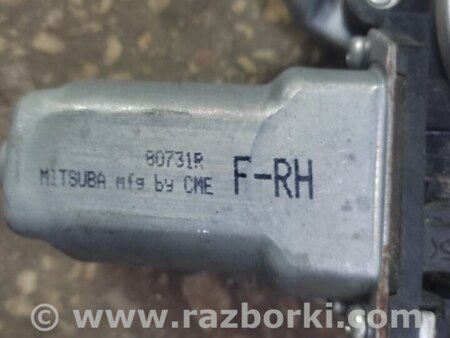 80731R
MITSUBA mfg by CME F-RH
www.razborki.com